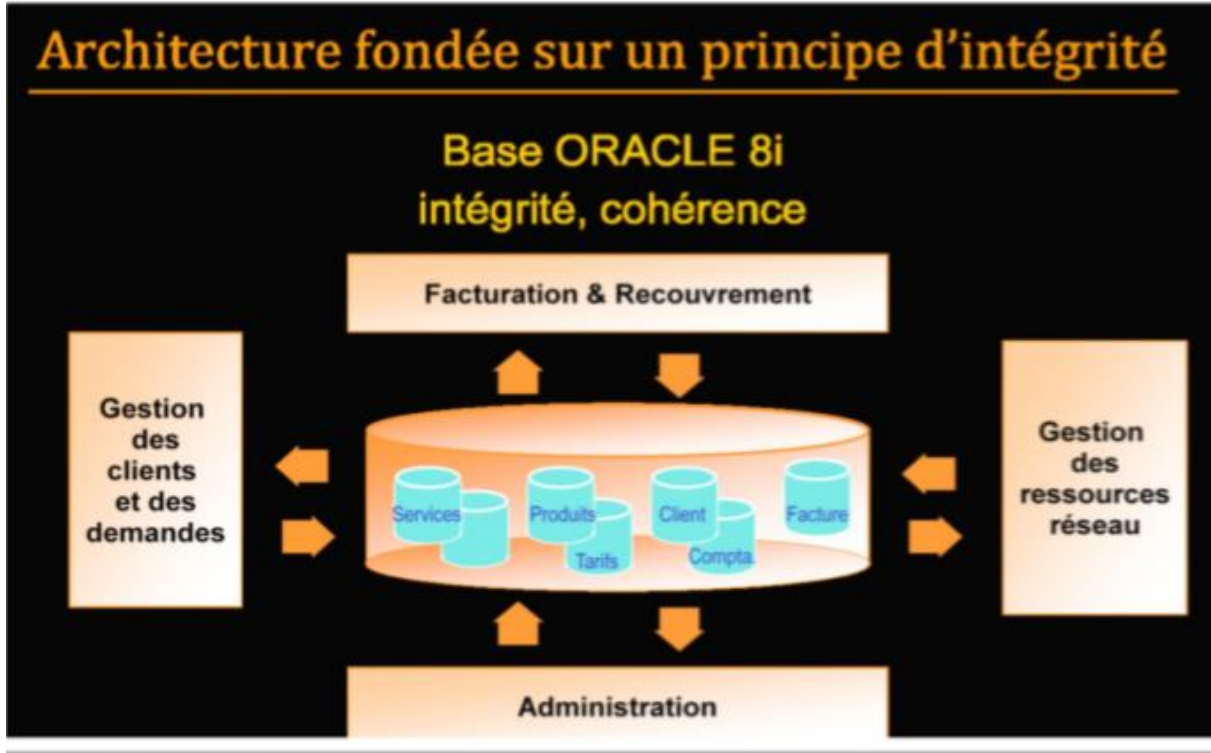 Architecture fondée sur un principe d'intégrité
Base ORACLE 8i
intégrité, cohérence
Facturation & Recouvrement
Gestion
des
clients
et des
demandes
Services
Produits
Tarifs
Client
Compta.
Facture
Gestion
des
ressources
réseau
Administration